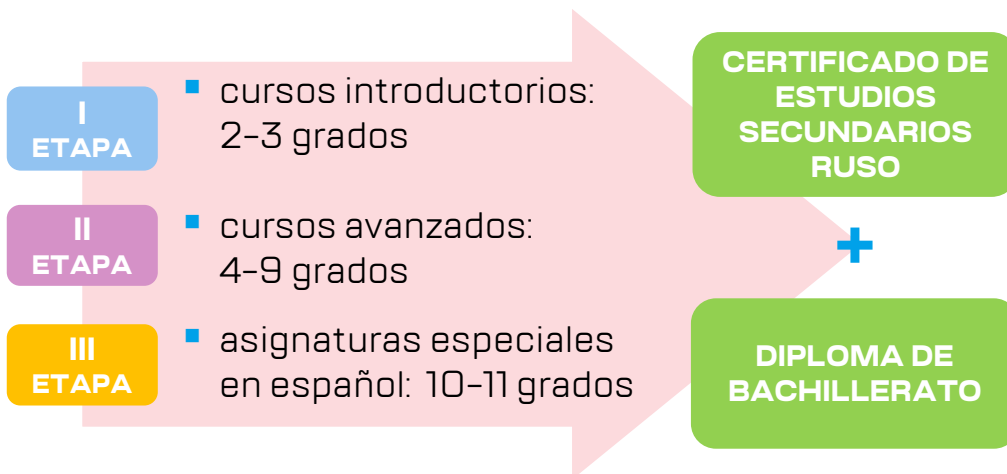 I
ETAPA
▪ cursos introductorios:
2-3 grados
II
ETAPA
▪ cursos avanzados:
4-9 grados
III
ETAPA
▪ asignaturas especiales
en español: 10-11 grados
CERTIFICADO DE
ESTUDIOS
SECUNDARIOS
RUSO
+
DIPLOMA DE
BACHILLERATO